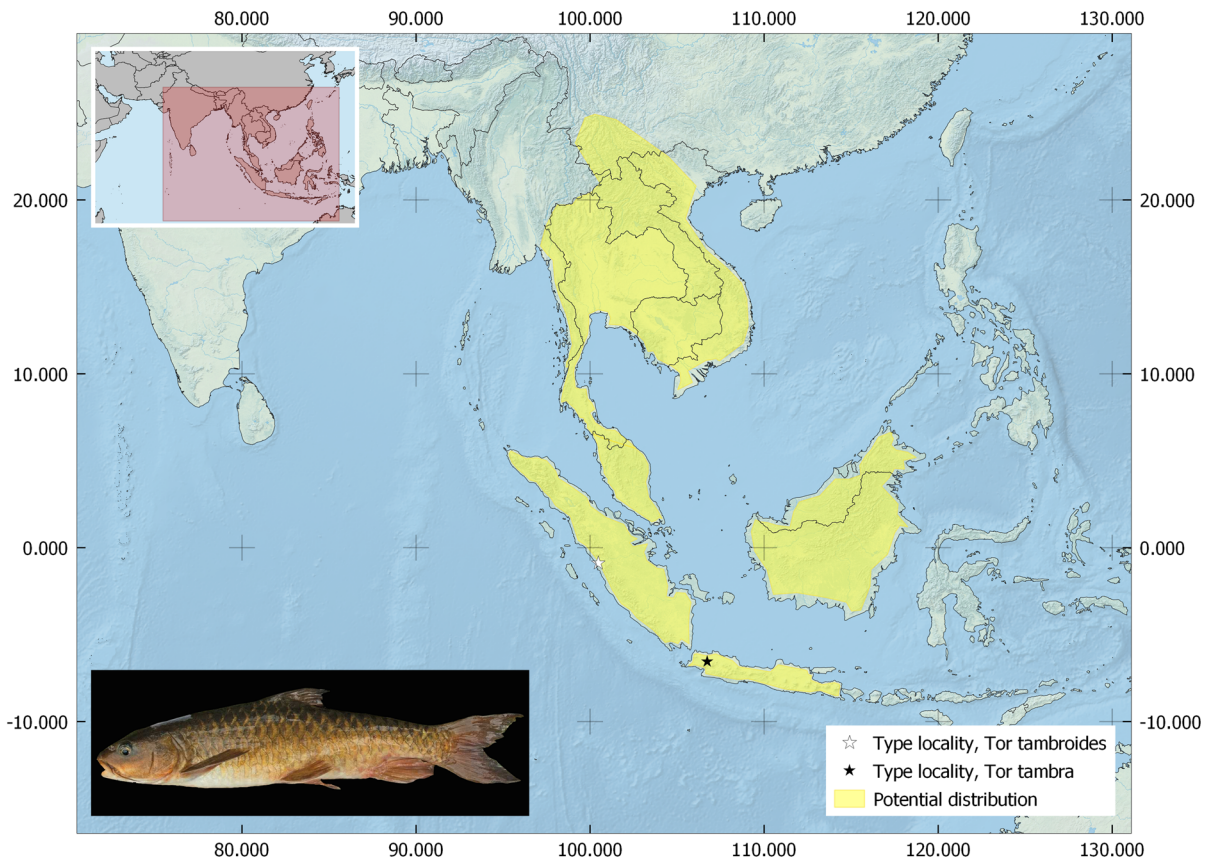 80.000 90.000 100.000 110.000 120.000 130.000
20.000 20.000
10.000 10.000
0.000 0.000
-10.000 -10.000
Type locality, Tor tambroides
Type locality, Tor tambra
Potential distribution
80.000 90.000 100.000 110.000 120.000 130.000